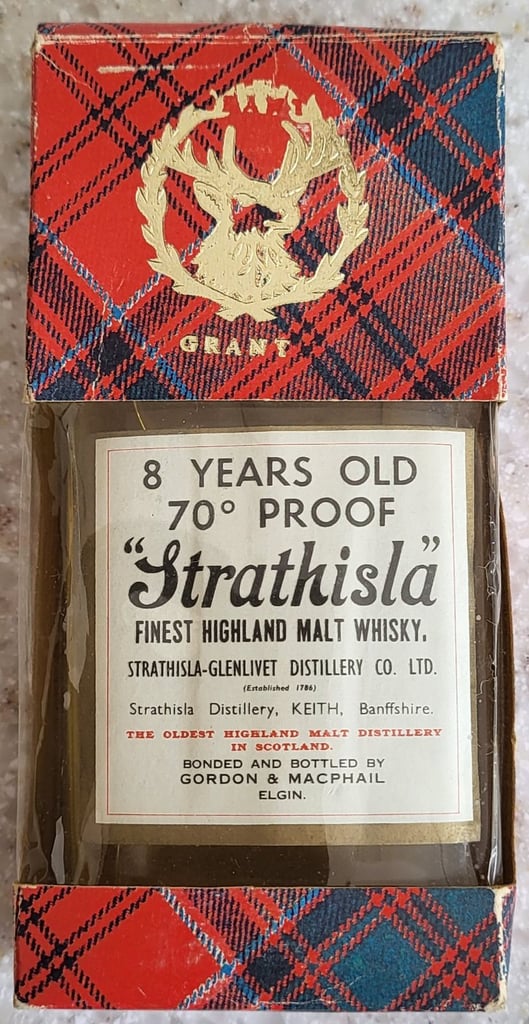 GRANT
8 YEARS OLD
70° PROOF
"Strathisla"
FINEST HIGHLAND MALT WHISKY.
STRATHISLA-GLENLIVET DISTILLERY CO. LTD.
(Established 1786)
Strathisla Distillery, KEITH, Banffshire.
THE OLDEST HIGHLAND MALT DISTILLERY
IN SCOTLAND.
BONDED AND BOTTLED BY
GORDON & MACPHAIL
ELGIN.